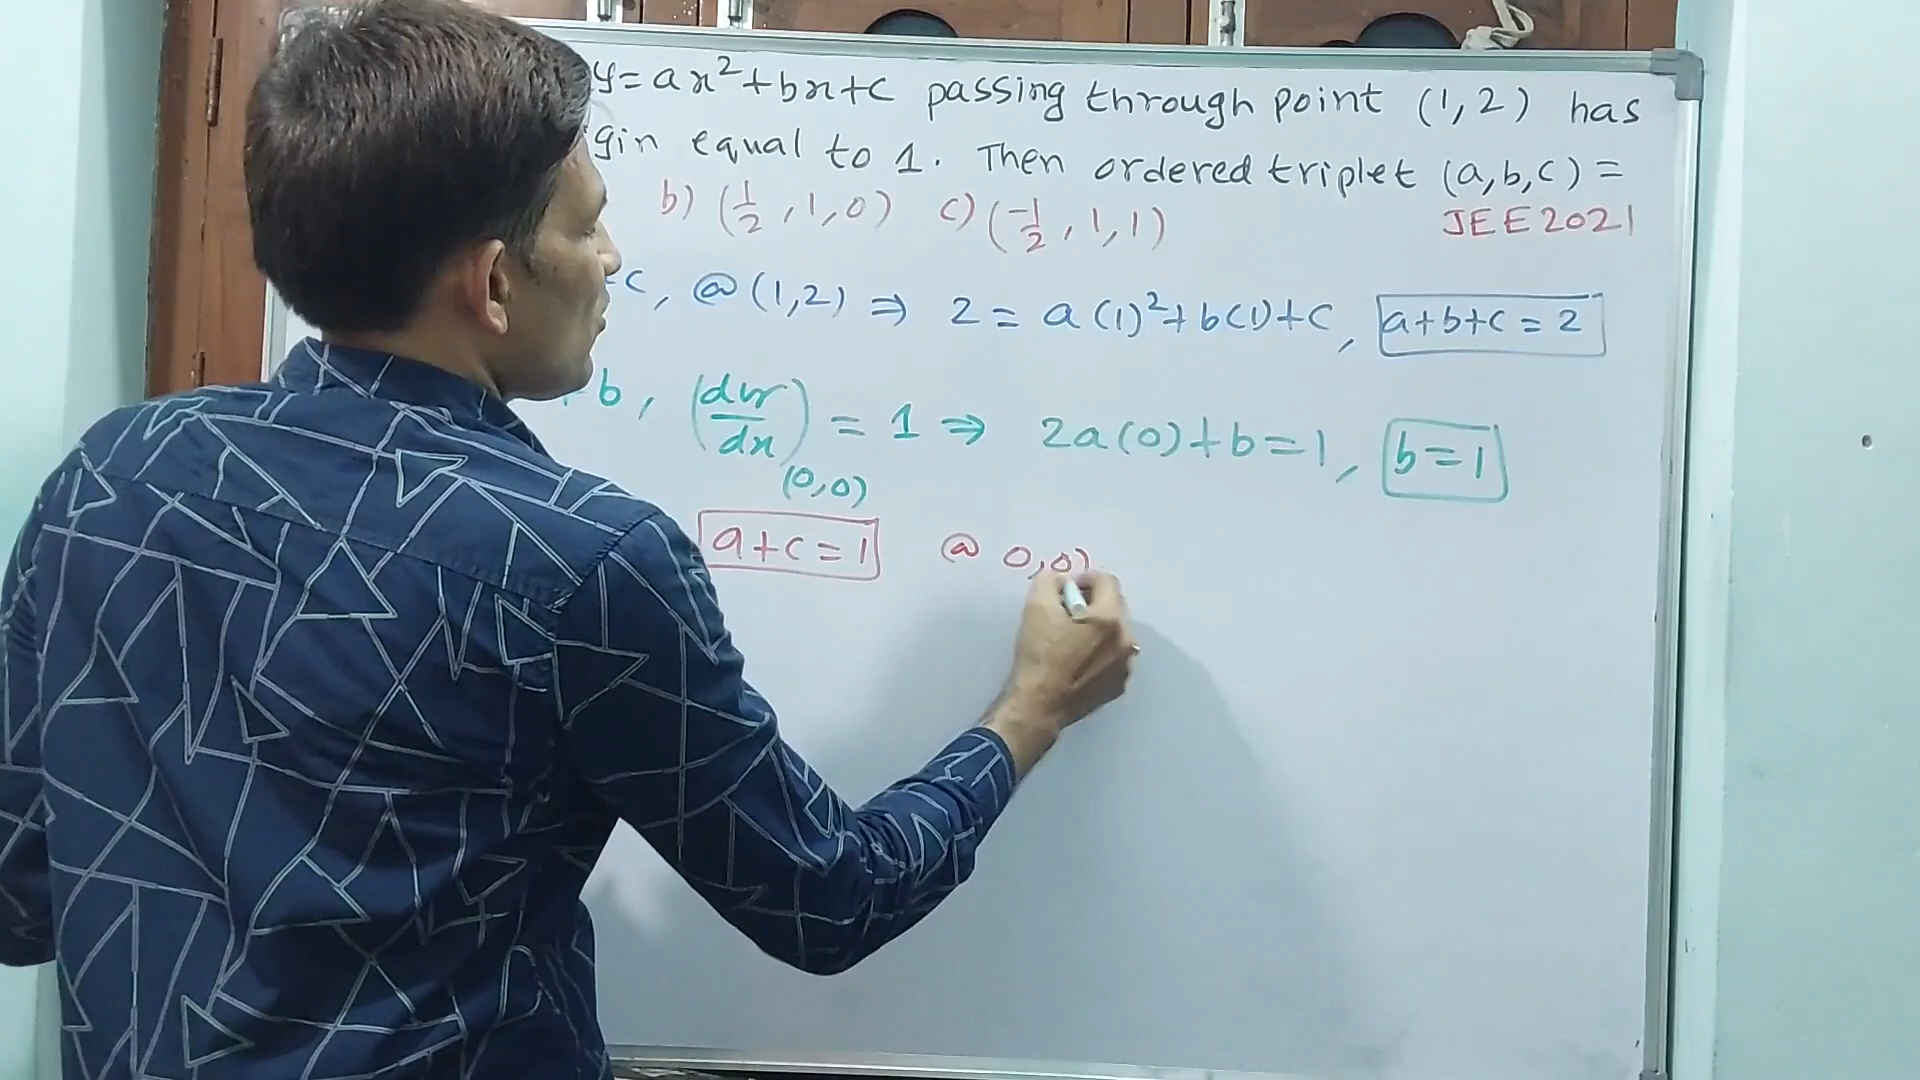 y=ax²+bx+c passing through point (1,2) has
gin equal to 1. Then ordered triplet (a,b,c) =
b) (1/2, 1, 0) c) (-1/2, 1, 1) JEE 2021
+c, @ (1,2) ⇒ 2 = a(1)²+b(1)+c, a+b+c=2
+b, (dy/dx)(0,0) = 1 ⇒ 2a(0)+b=1, b=1
a+c=1 @ 0,0)